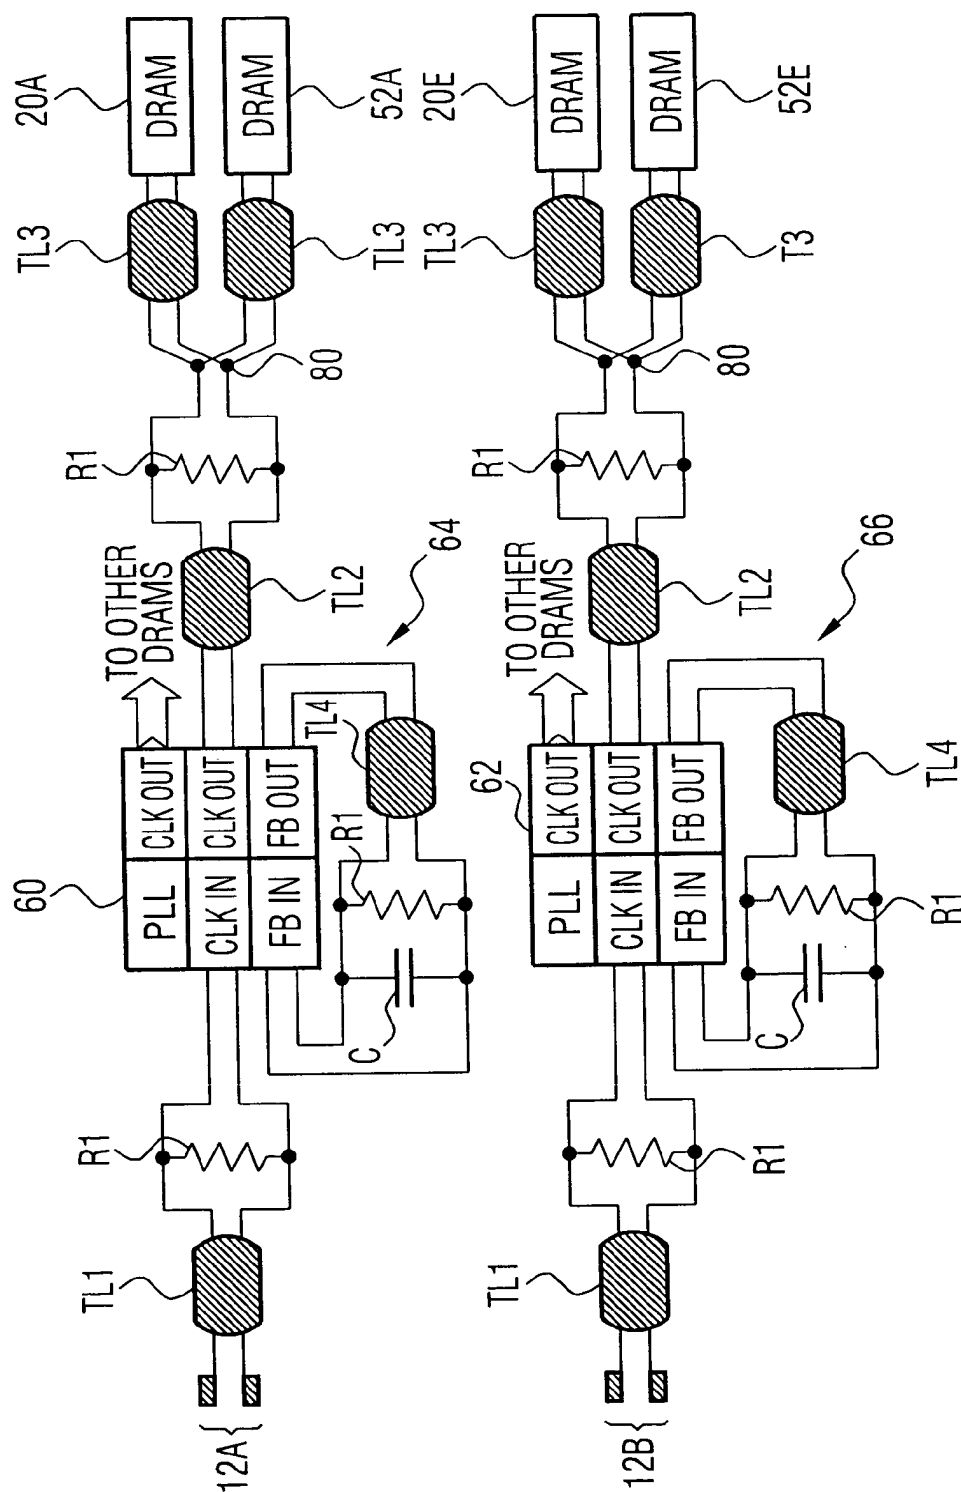 12A
TL1
R1
60
PLL
CLK OUT
CLK IN
CLK OUT
FB IN
FB OUT
C
R1
TL4
64
TO OTHER
DRAMS
TL2
R1
80
TL3
TL3
20A
DRAM
DRAM
52A
12B
TL1
R1
62
PLL
CLK OUT
CLK IN
CLK OUT
FB IN
FB OUT
C
R1
TL4
66
TO OTHER
DRAMS
TL2
R1
80
TL3
T3
20E
DRAM
DRAM
52E